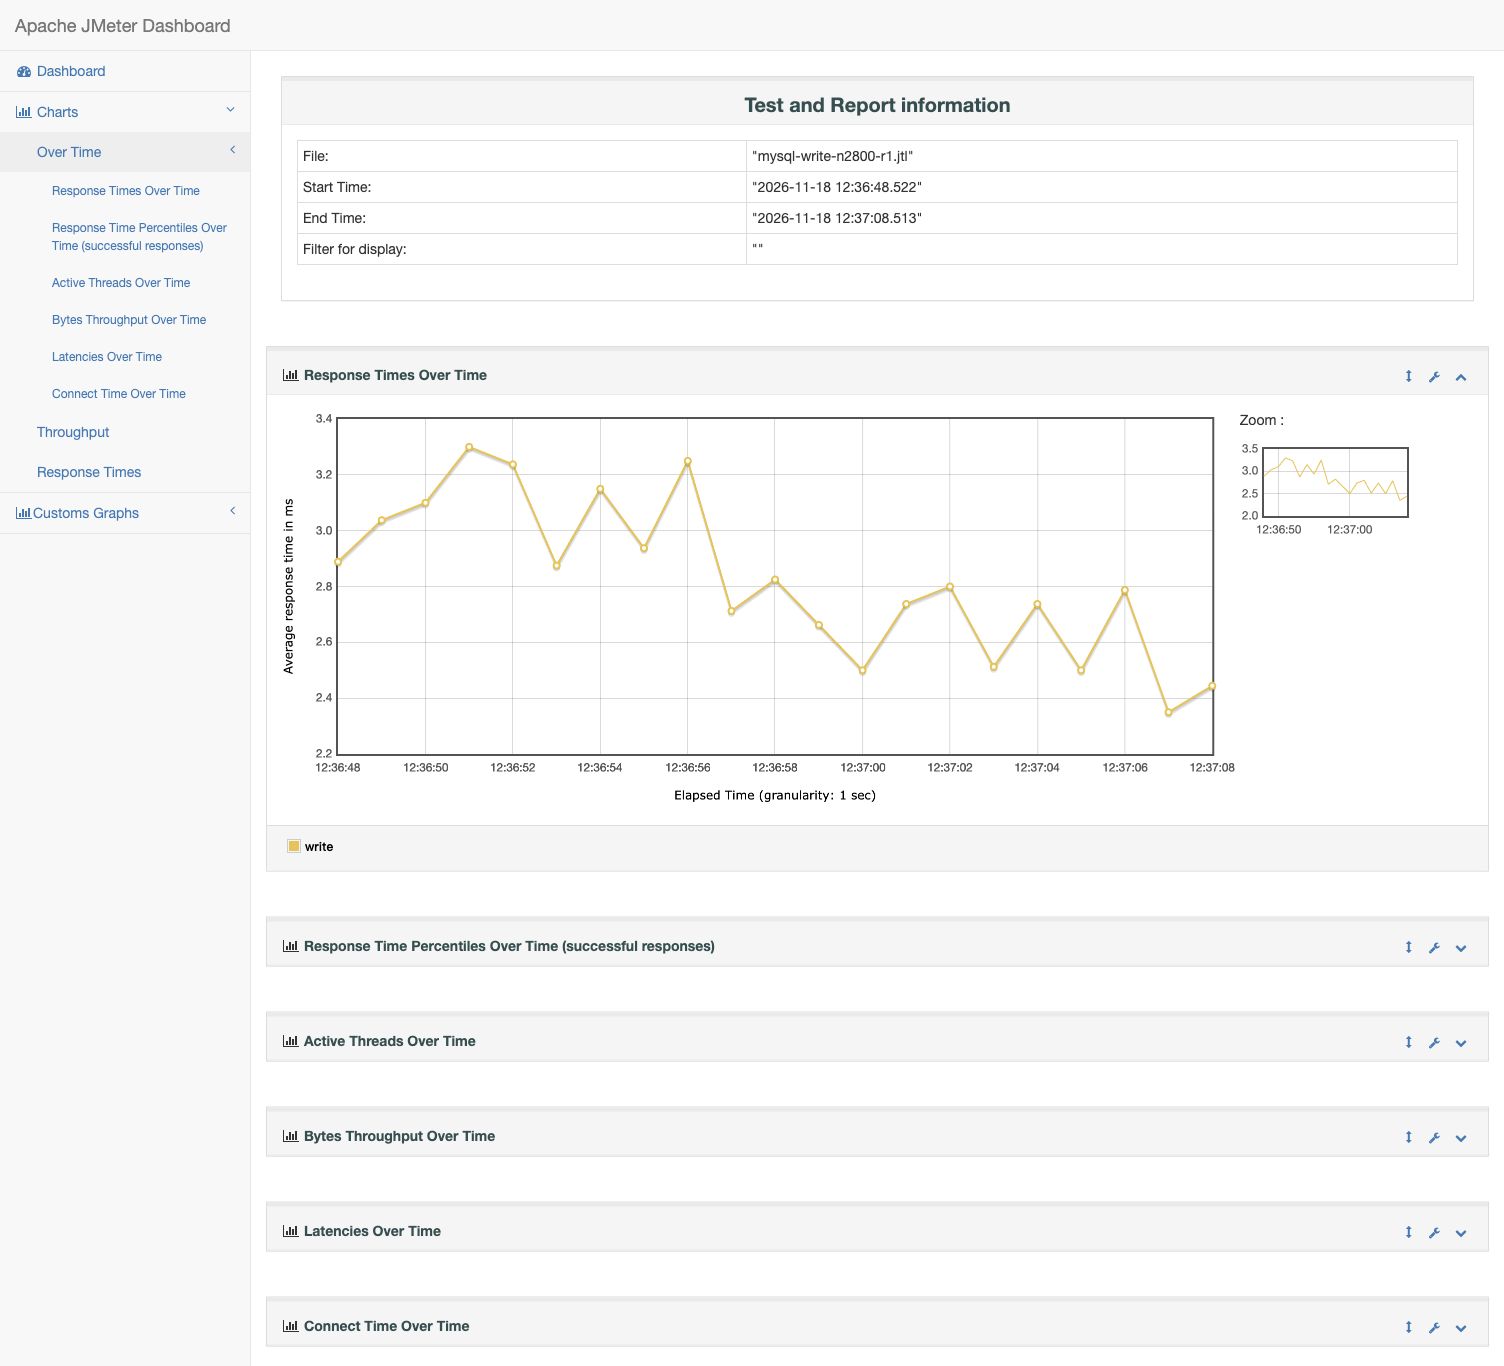 Apache JMeter Dashboard
Dashboard
Charts
Over Time
Response Times Over Time
Response Time Percentiles Over
Time (successful responses)
Active Threads Over Time
Bytes Throughput Over Time
Latencies Over Time
Connect Time Over Time
Throughput
Response Times
Customs Graphs
Test and Report information
File: "mysql-write-n2800-r1.jtl"
Start Time: "2026-11-18 12:36:48.522"
End Time: "2026-11-18 12:37:08.513"
Filter for display: ""
Response Times Over Time
Average response time in ms
3.4
3.2
3.0
2.8
2.6
2.4
2.2
12:36:48 12:36:50 12:36:52 12:36:54 12:36:56 12:36:58 12:37:00 12:37:02 12:37:04 12:37:06 12:37:08
Elapsed Time (granularity: 1 sec)
Zoom :
3.5
3.0
2.5
2.0
12:36:50 12:37:00
write
Response Time Percentiles Over Time (successful responses)
Active Threads Over Time
Bytes Throughput Over Time
Latencies Over Time
Connect Time Over Time